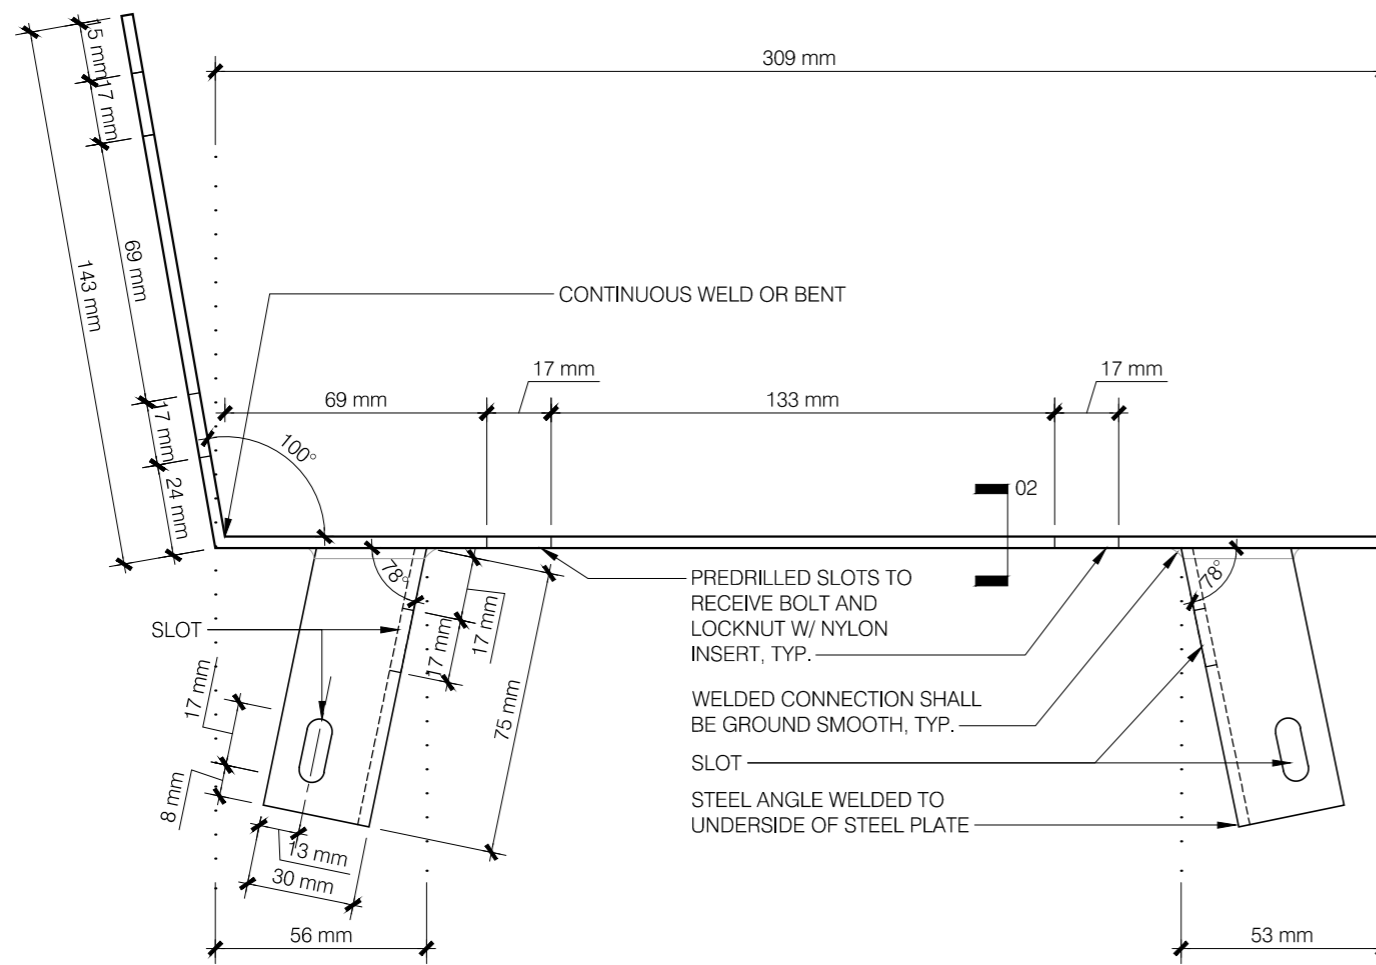 15 mm
309 mm
17 mm
69 mm
143 mm
CONTINUOUS WELD OR BENT
17 mm
17 mm
69 mm
133 mm
17 mm
100°
24 mm
02
78°
78°
PREDRILLED SLOTS TO
RECEIVE BOLT AND
LOCKNUT W/ NYLON
INSERT, TYP.
SLOT
17 mm
17 mm
17 mm
75 mm
WELDED CONNECTION SHALL
BE GROUND SMOOTH, TYP.
SLOT
8 mm
STEEL ANGLE WELDED TO
UNDERSIDE OF STEEL PLATE
13 mm
30 mm
56 mm
53 mm